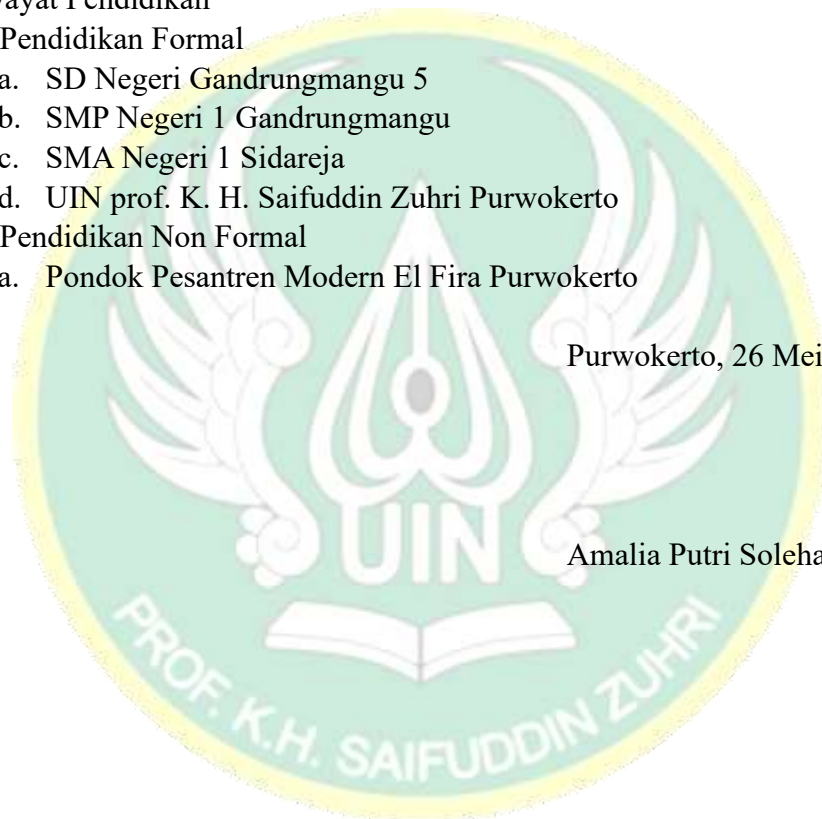 Pendidikan
Pendidikan Formal
a. SD Negeri Gandrungmangu 5
b. SMP Negeri 1 Gandrungmangu
c. SMA Negeri 1 Sidareja
d. UIN prof. K. H. Saifuddin Zuhri Purwokerto
Pendidikan Non Formal
a. Pondok Pesantren Modern El Fira Purwokerto
Purwokerto, 26 Mei
Amalia Putri
UIN
PROF. K.H. SAIFUDDIN ZUHRI